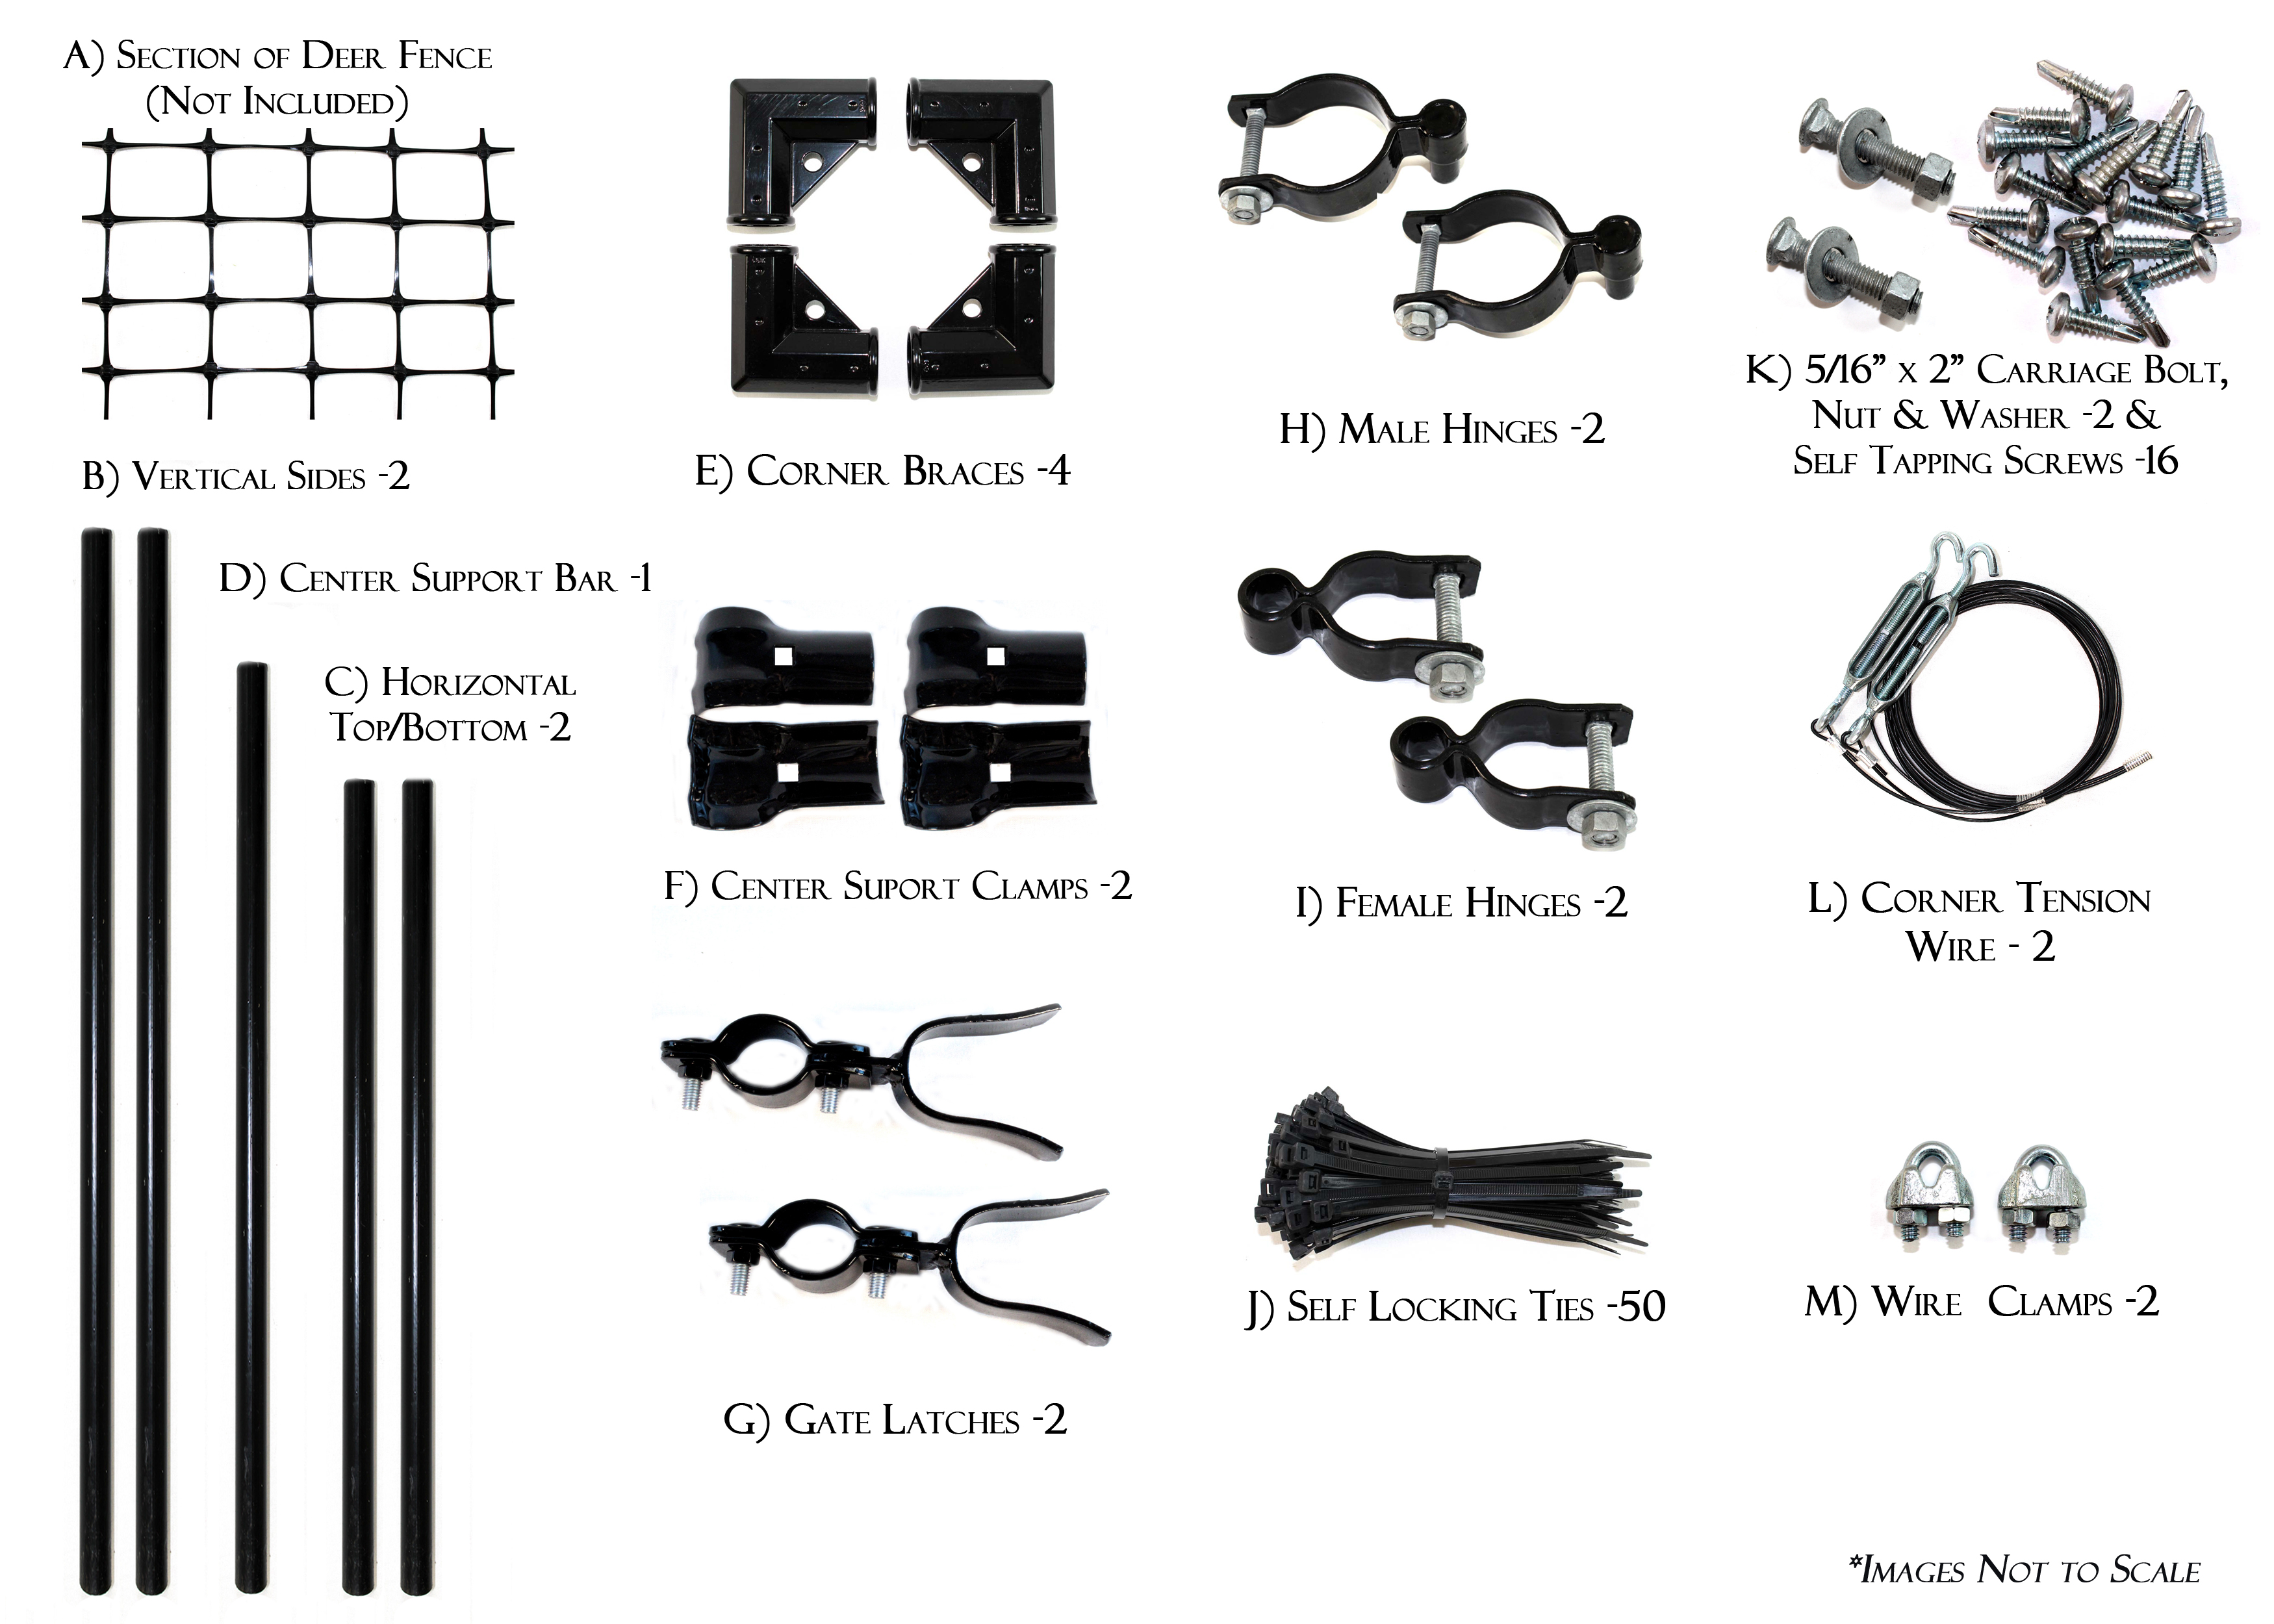 A) Section of Deer Fence
(Not Included)
B) Vertical Sides -2
D) Center Support Bar -1
C) Horizontal
Top/Bottom -2
E) Corner Braces -4
F) Center Suport Clamps -2
G) Gate Latches -2
H) Male Hinges -2
I) Female Hinges -2
J) Self Locking Ties -50
K) 5/16” x 2” Carriage Bolt,
Nut & Washer -2 &
Self Tapping Screws -16
L) Corner Tension
Wire - 2
M) Wire Clamps -2
*Images Not to Scale